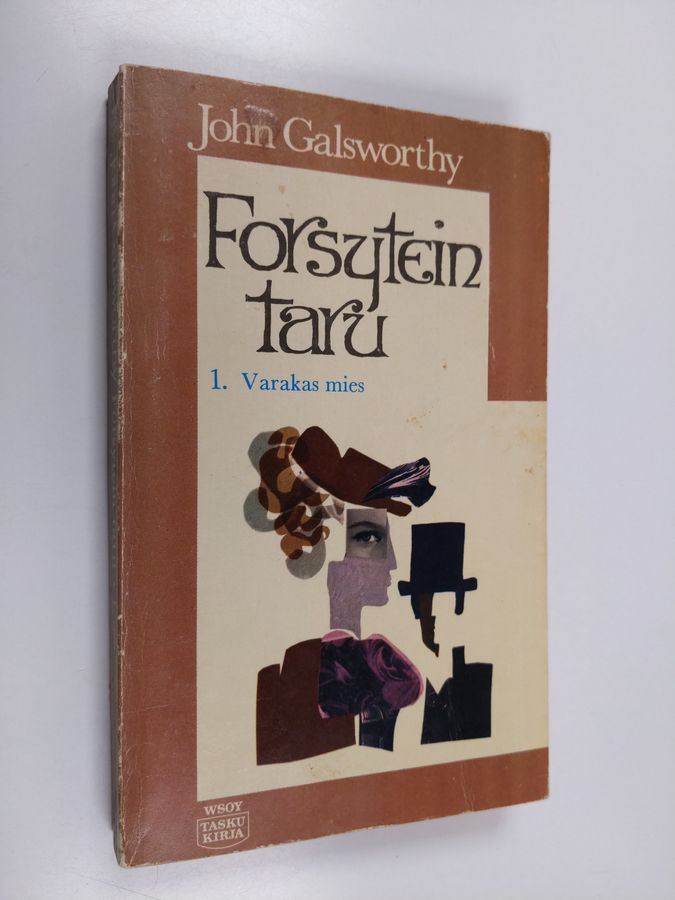 John Galsworthy
Forsytein
taru
1. Varakas mies
WSOY
TASKU
KIRJA